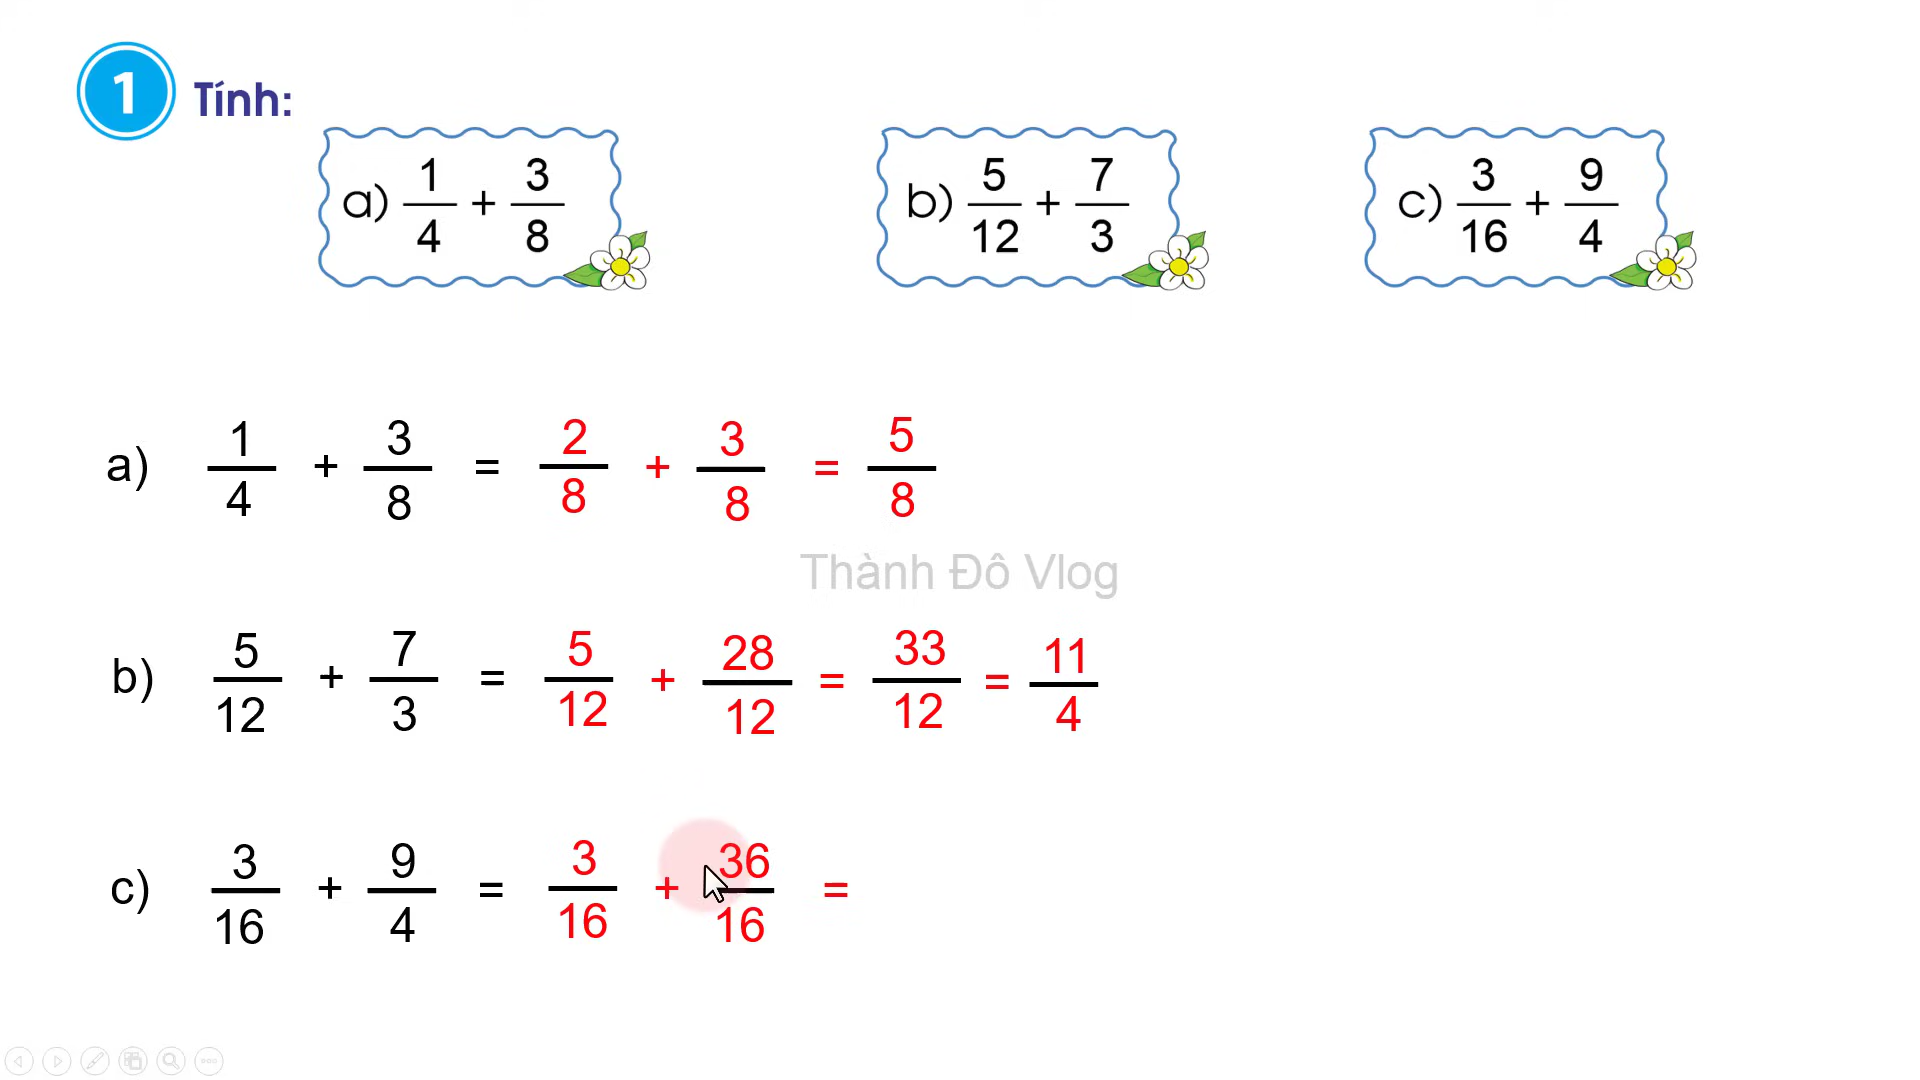 1 Tính:
a) 1/4 + 3/8
b) 5/12 + 7/3
c) 3/16 + 9/4
a) 1/4 + 3/8 = 2/8 + 3/8 = 5/8
Thành Đô Vlog
b) 5/12 + 7/3 = 5/12 + 28/12 = 33/12 = 11/4
c) 3/16 + 9/4 = 3/16 + 36/16 =